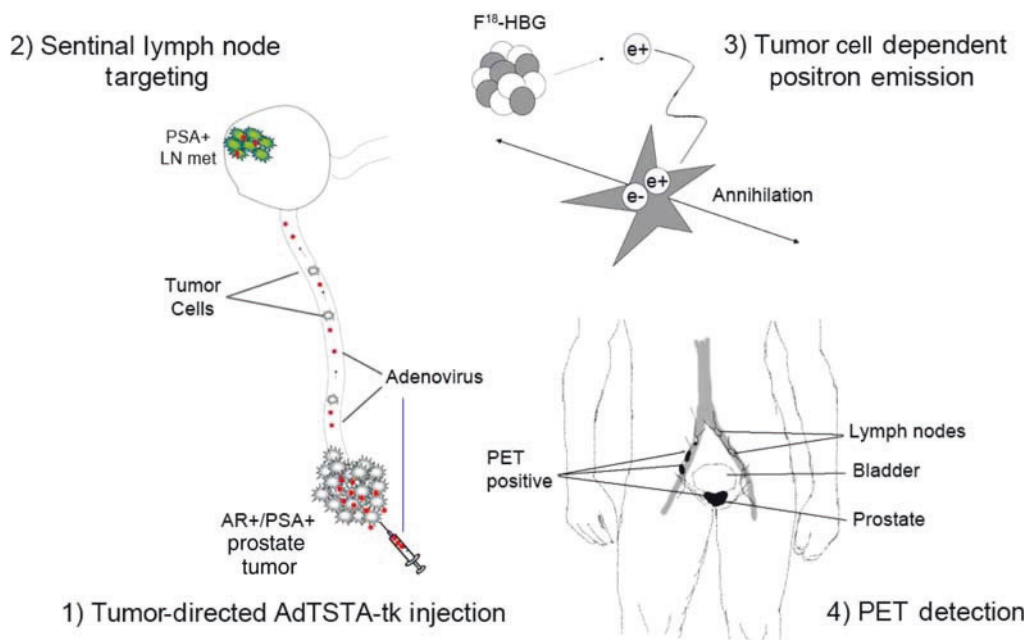 2) Sentinal lymph node
targeting
PSA+
LN met
Tumor
Cells
Adenovirus
AR+/PSA+
prostate
tumor
1) Tumor-directed AdTSTA-tk injection
F¹⁸-HBG
e+
3) Tumor cell dependent
positron emission
e+
e-
Annihilation
PET
positive
Lymph nodes
Bladder
Prostate
4) PET detection